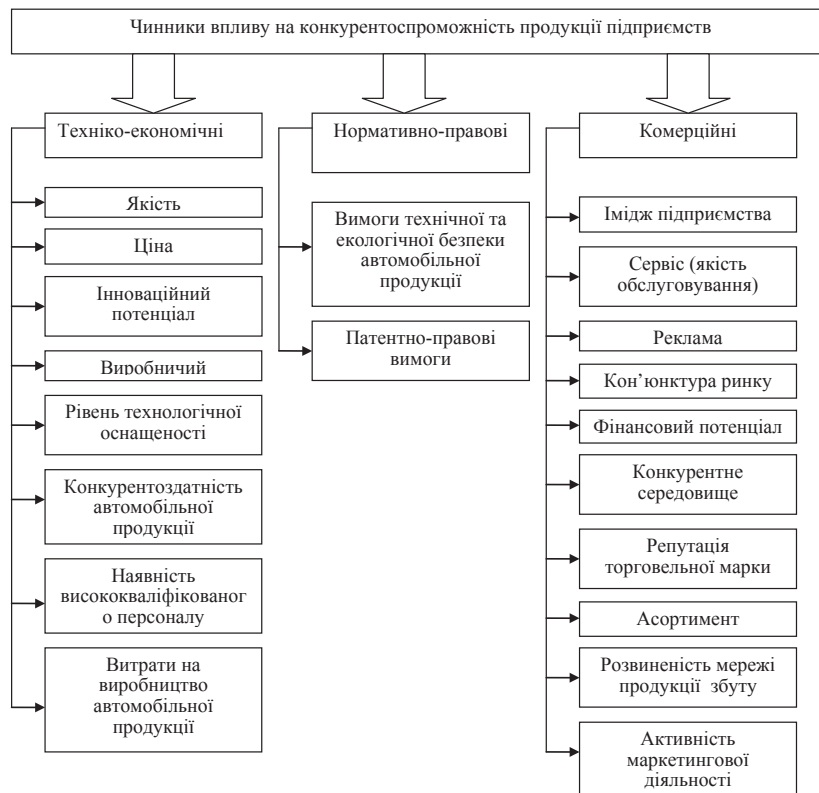 Чинники впливу на конкурентоспроможність продукції підприємств
Техніко-економічні
Якість
Ціна
Інноваційний
потенціал
Виробничий
Рівень технологічної
оснащеності
Конкурентоздатність
автомобільної
продукції
Наявність
висококваліфікованог
о персоналу
Витрати на
виробництво
автомобільної
продукції
Нормативно-правові
Вимоги технічної та
екологічної безпеки
автомобільної
продукції
Патентно-правові
вимоги
Комерційні
Імідж підприємства
Сервіс (якість
обслуговування)
Реклама
Кон’юнктура ринку
Фінансовий потенціал
Конкурентне
середовище
Репутація
торговельної марки
Асортимент
Розвиненість мережі
продукції збуту
Активність
маркетингової
діяльності